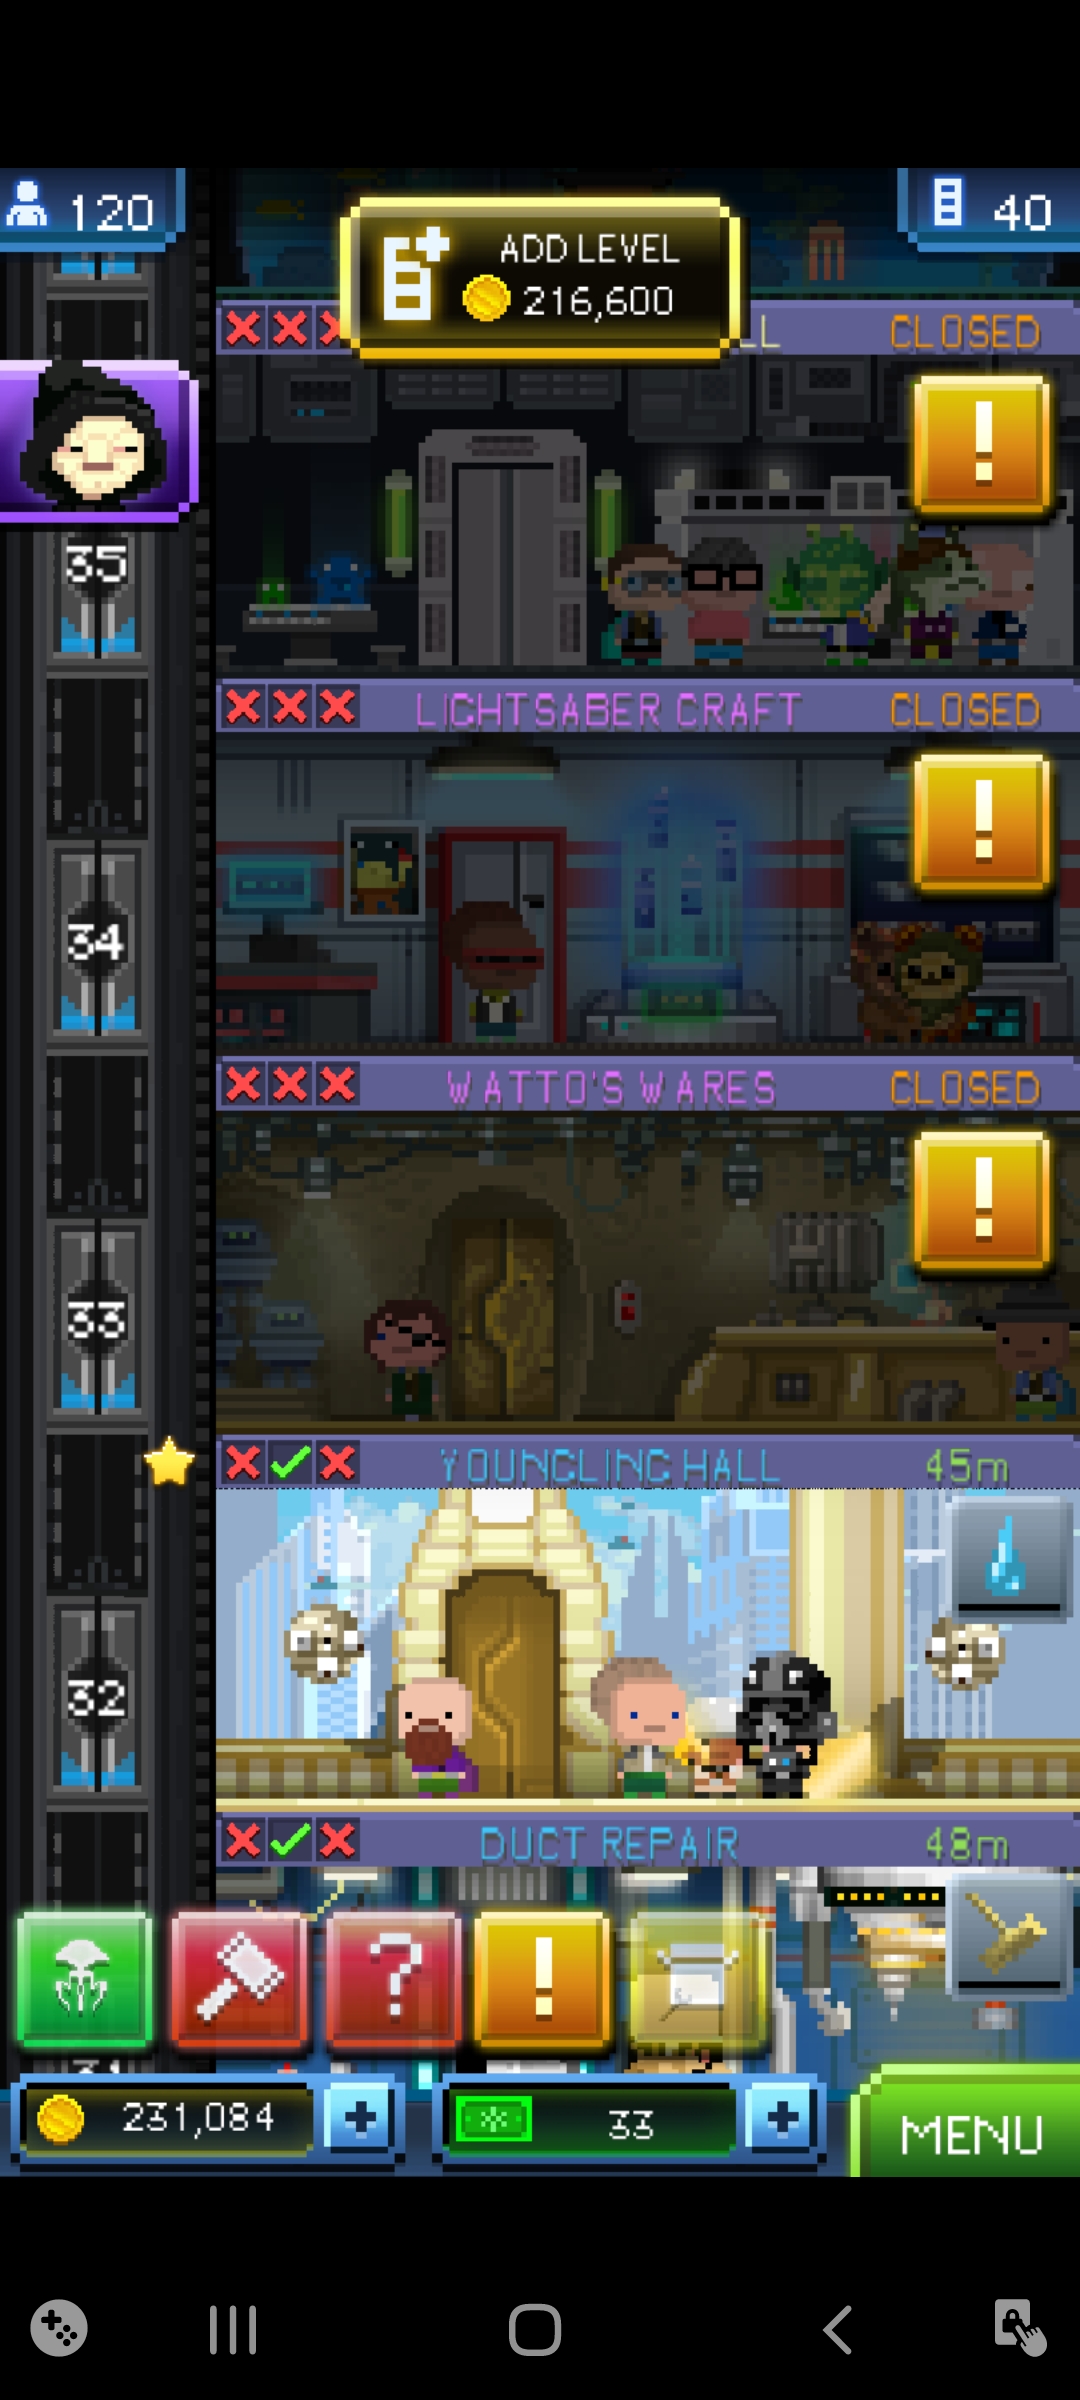 120
ADD LEVEL
216,600
40
LL CLOSED
!
35
LIGHTSABER CRAFT CLOSED
!
34
WATTO'S WARES CLOSED
!
33
YOUNGLING HALL 45m
32
DUCT REPAIR 48m
? !
231,084 + 33 + MENU